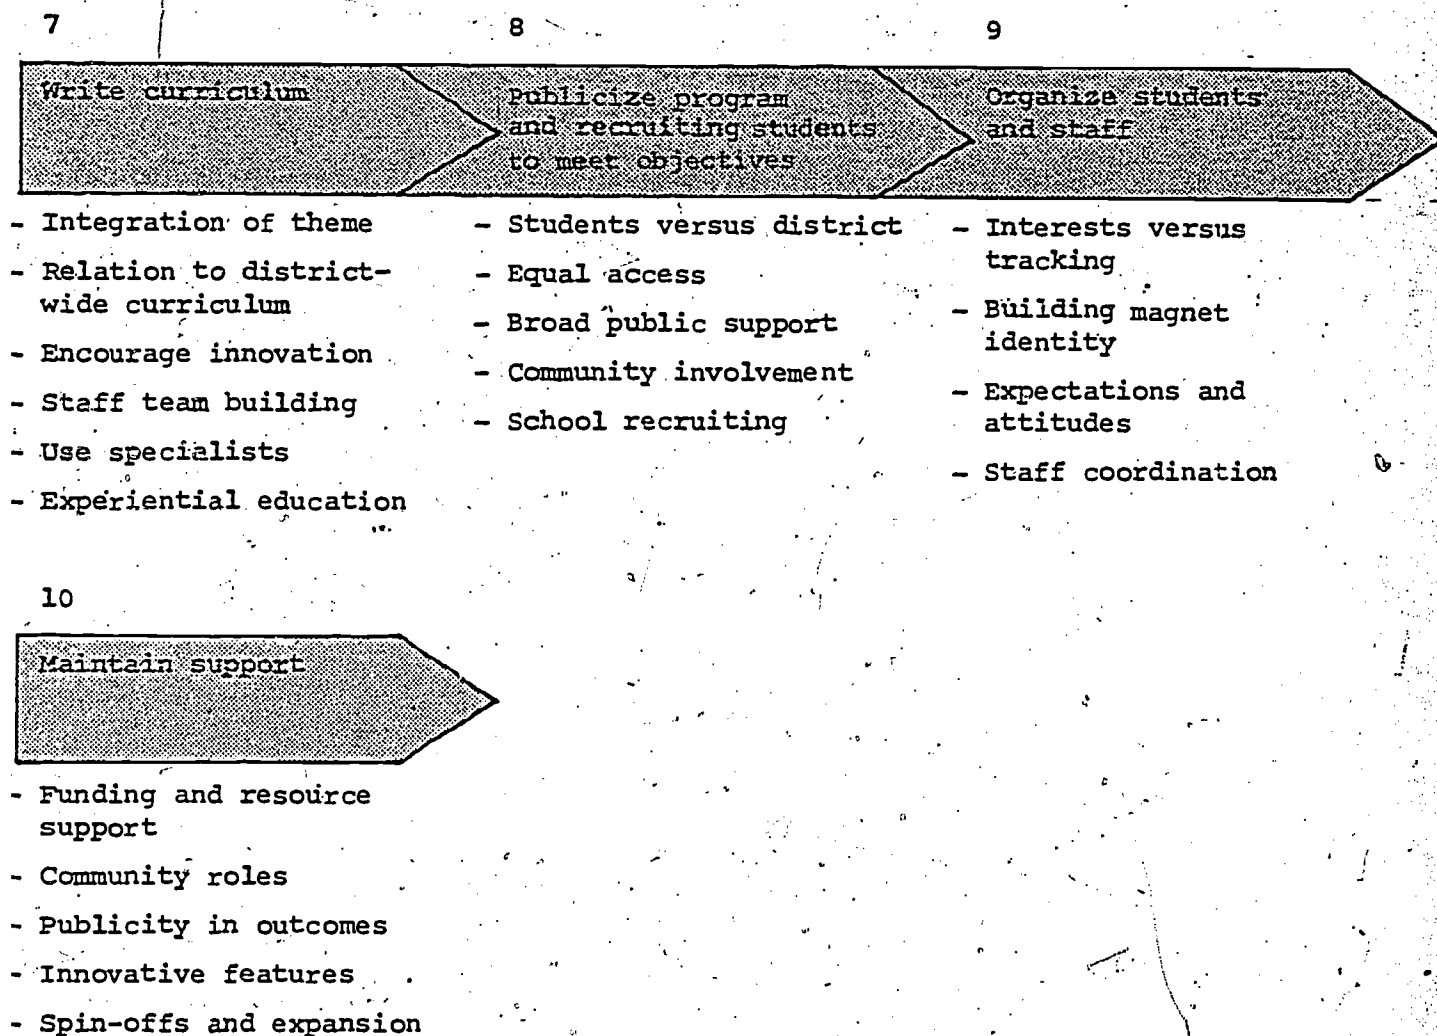 7
8
9
Write curriculum
Publicize program
and recruiting students
to meet objectives
Organize students
and staff
- Integration of theme
- Relation to district-
wide curriculum
- Encourage innovation
- Staff team building
- Use specialists
- Experiential education
- Students versus district
- Equal access
- Broad public support
- Community involvement
- School recruiting
- Interests versus
tracking
- Building magnet
identity
- Expectations and
attitudes
- Staff coordination
10
Maintain support
- Funding and resource
support
- Community roles
- Publicity in outcomes
- Innovative features
- Spin-offs and expansion